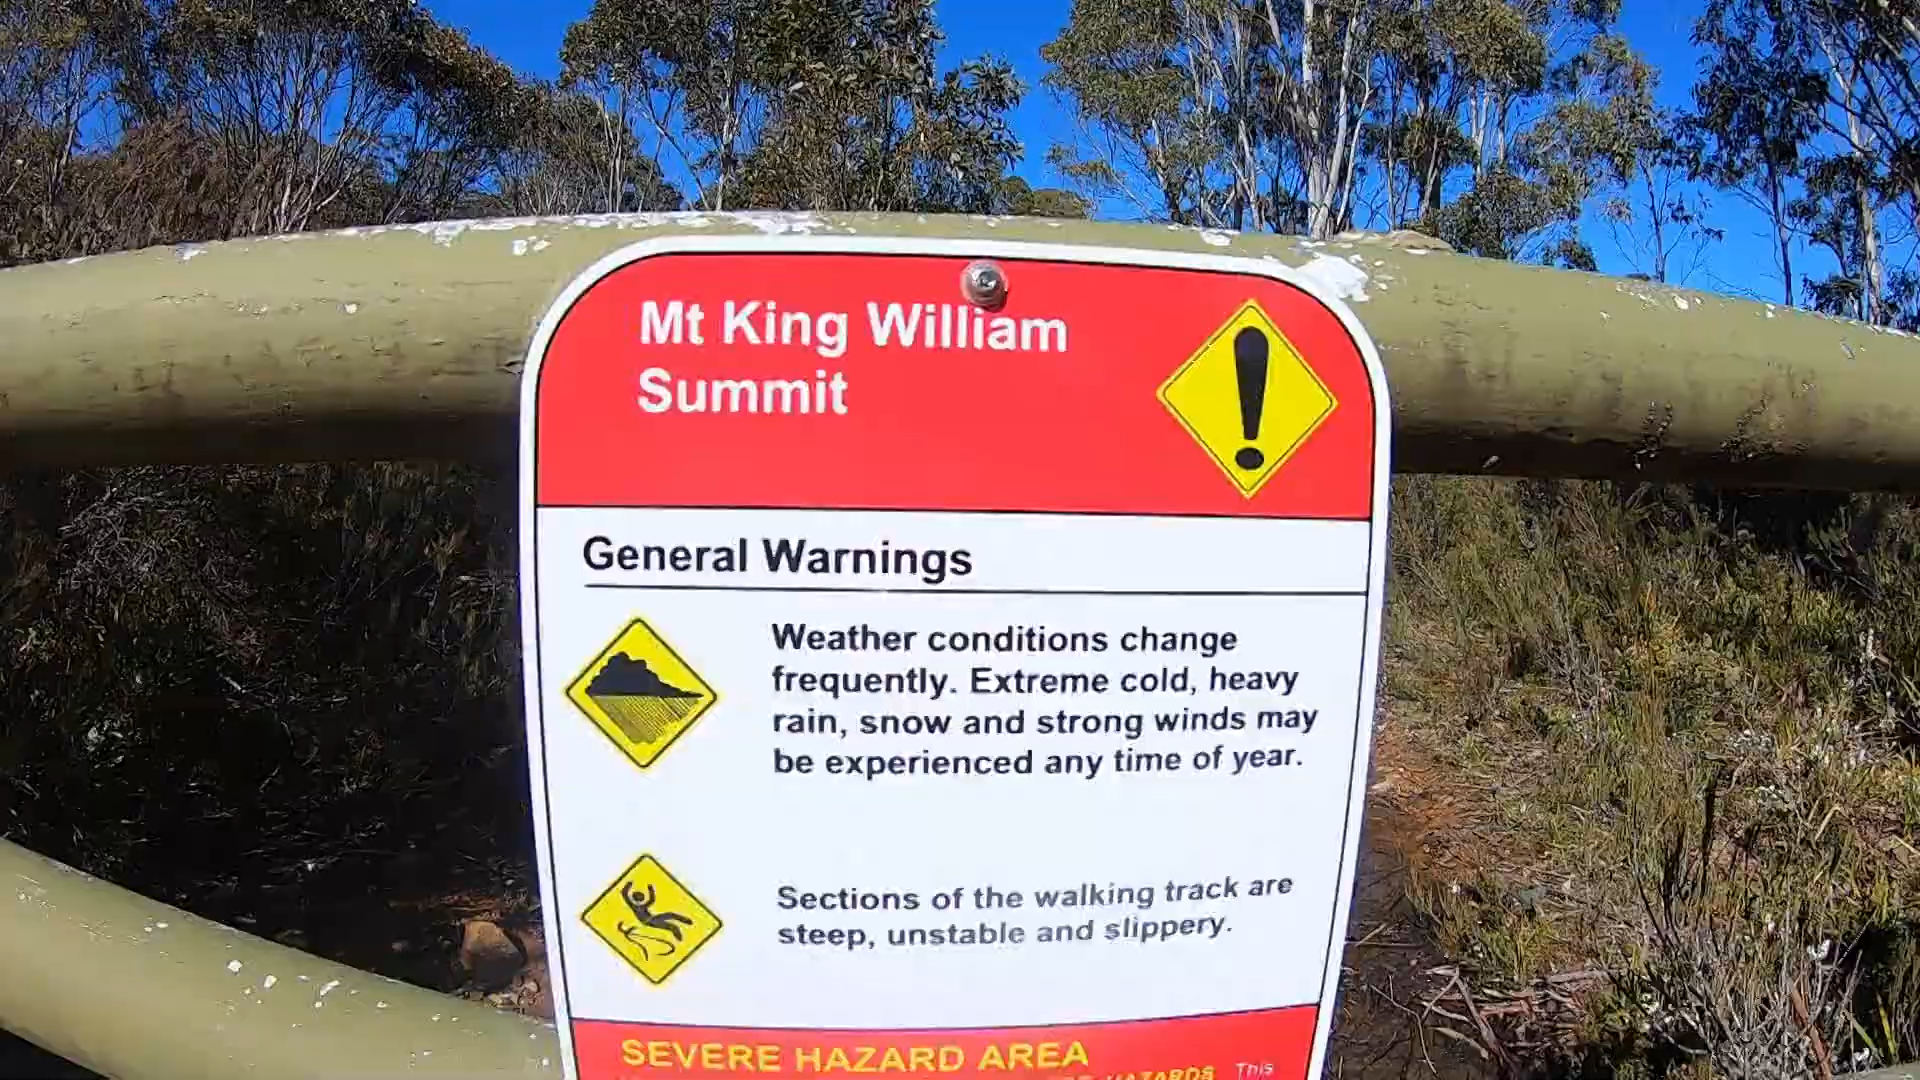 Mt King William
Summit
General Warnings
Weather conditions change
frequently. Extreme cold, heavy
rain, snow and strong winds may
be experienced any time of year.
Sections of the walking track are
steep, unstable and slippery.
SEVERE HAZARD AREA
HAZARDS This